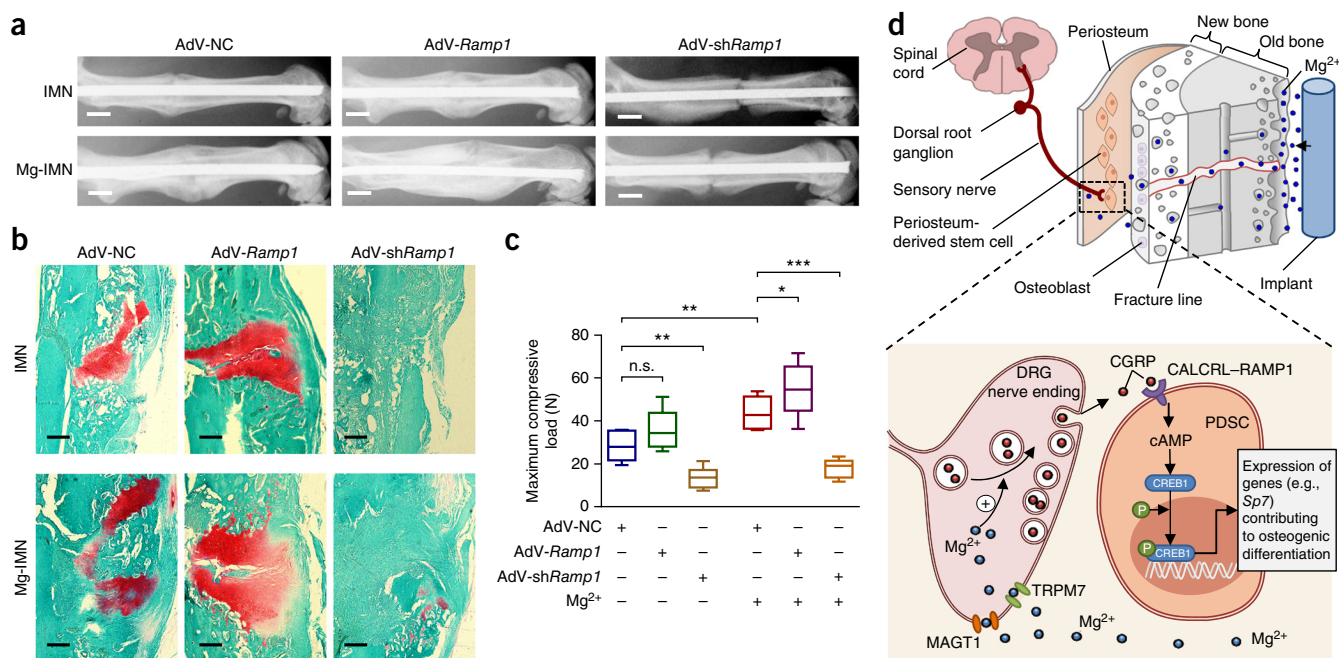 a
AdV-NC
AdV-Ramp1
AdV-shRamp1
IMN
Mg-IMN
b
AdV-NC
AdV-Ramp1
AdV-shRamp1
IMN
Mg-IMN
c
***
*
**
**
n.s.
Maximum compressive
load (N)
80
60
40
20
0
AdV-NC + – – + – –
AdV-Ramp1 – + – – + –
AdV-shRamp1 – – + – – +
Mg2+ – – – + + +
d
Spinal
cord
Periosteum
New bone
Old bone
Mg2+
Dorsal root
ganglion
Sensory nerve
Periosteum-
derived stem cell
Osteoblast
Fracture line
Implant
DRG
nerve ending
CGRP
CALCRL–RAMP1
PDSC
cAMP
CREB1
P
P
CREB1
Expression of
genes (e.g.,
Sp7)
contributing
to osteogenic
differentiation
+
Mg2+
TRPM7
MAGT1
Mg2+
Mg2+